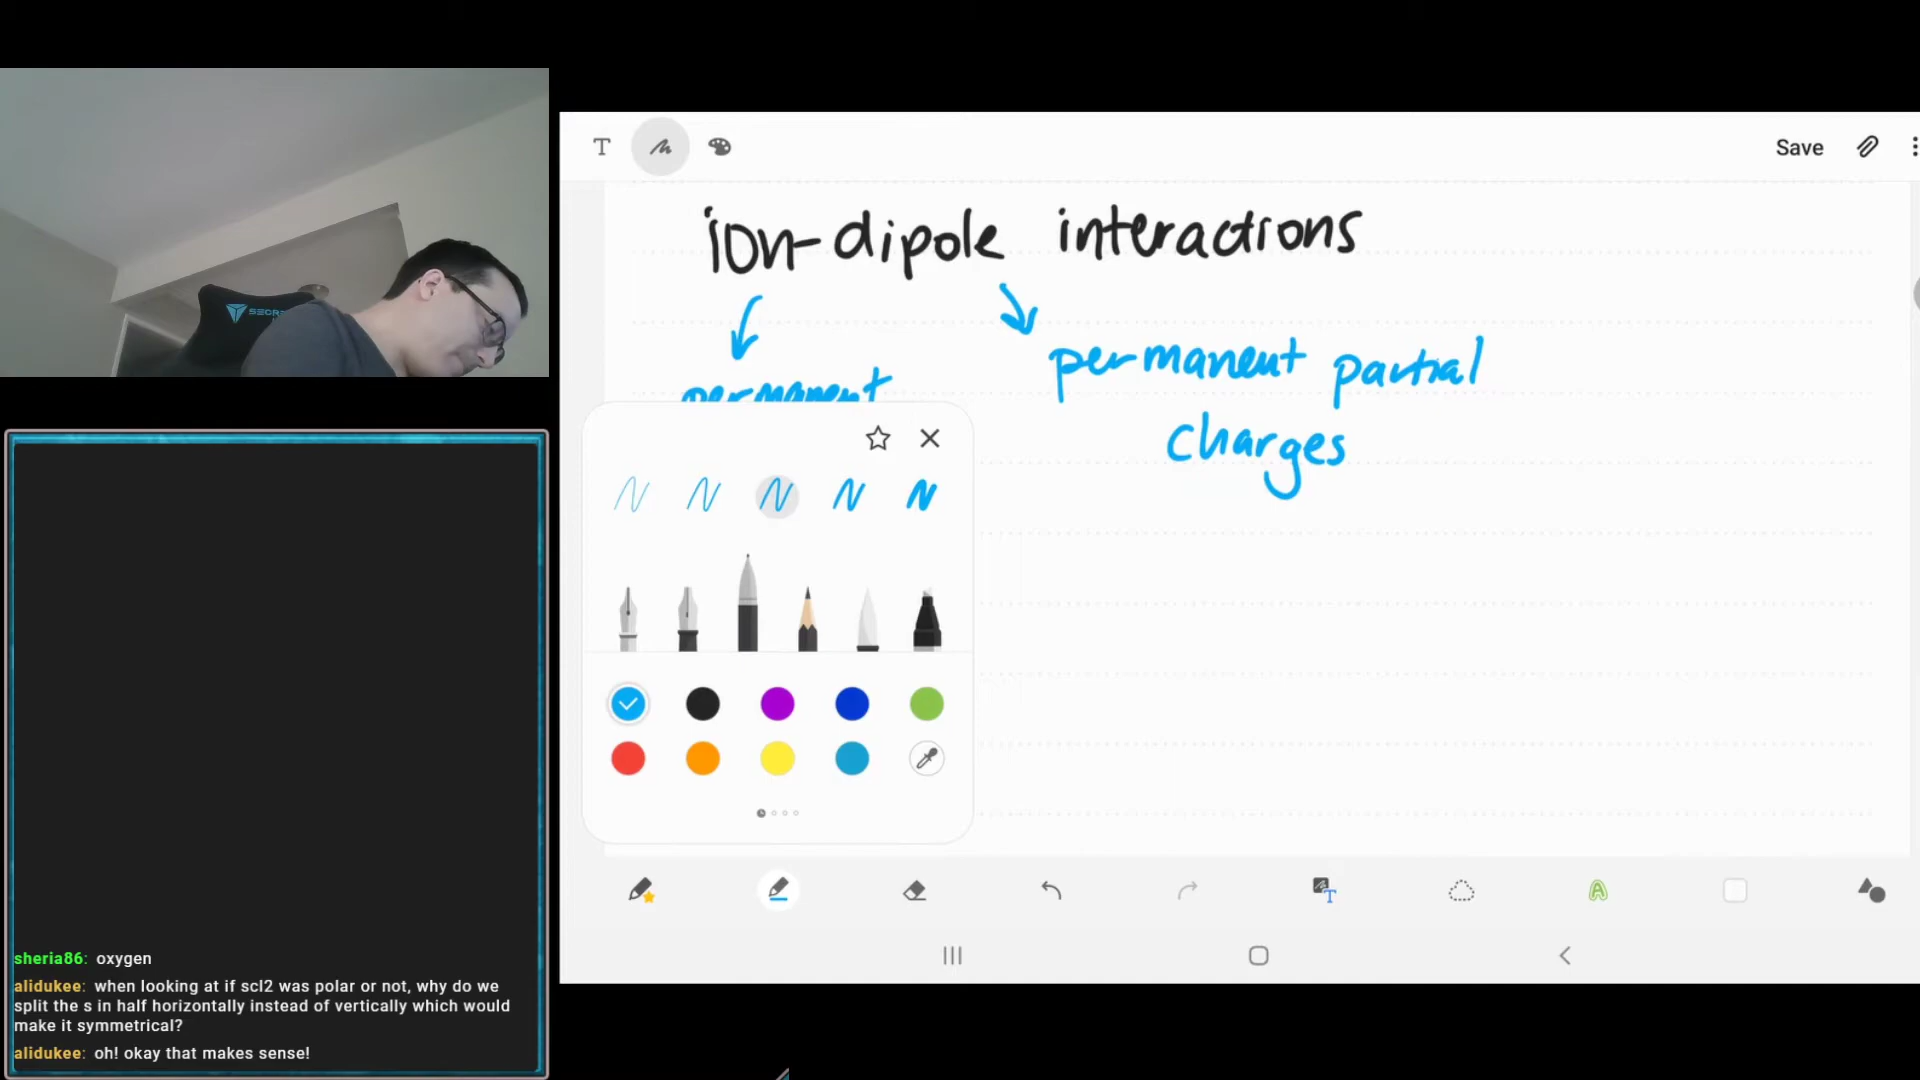 T
Save
ion-dipole interactions
permanent partial
charges
permanent
T
A
sheria86: oxygen
alidukee: when looking at if scl2 was polar or not, why do we
split the s in half horizontally instead of vertically which would
make it symmetrical?
alidukee: oh! okay that makes sense!